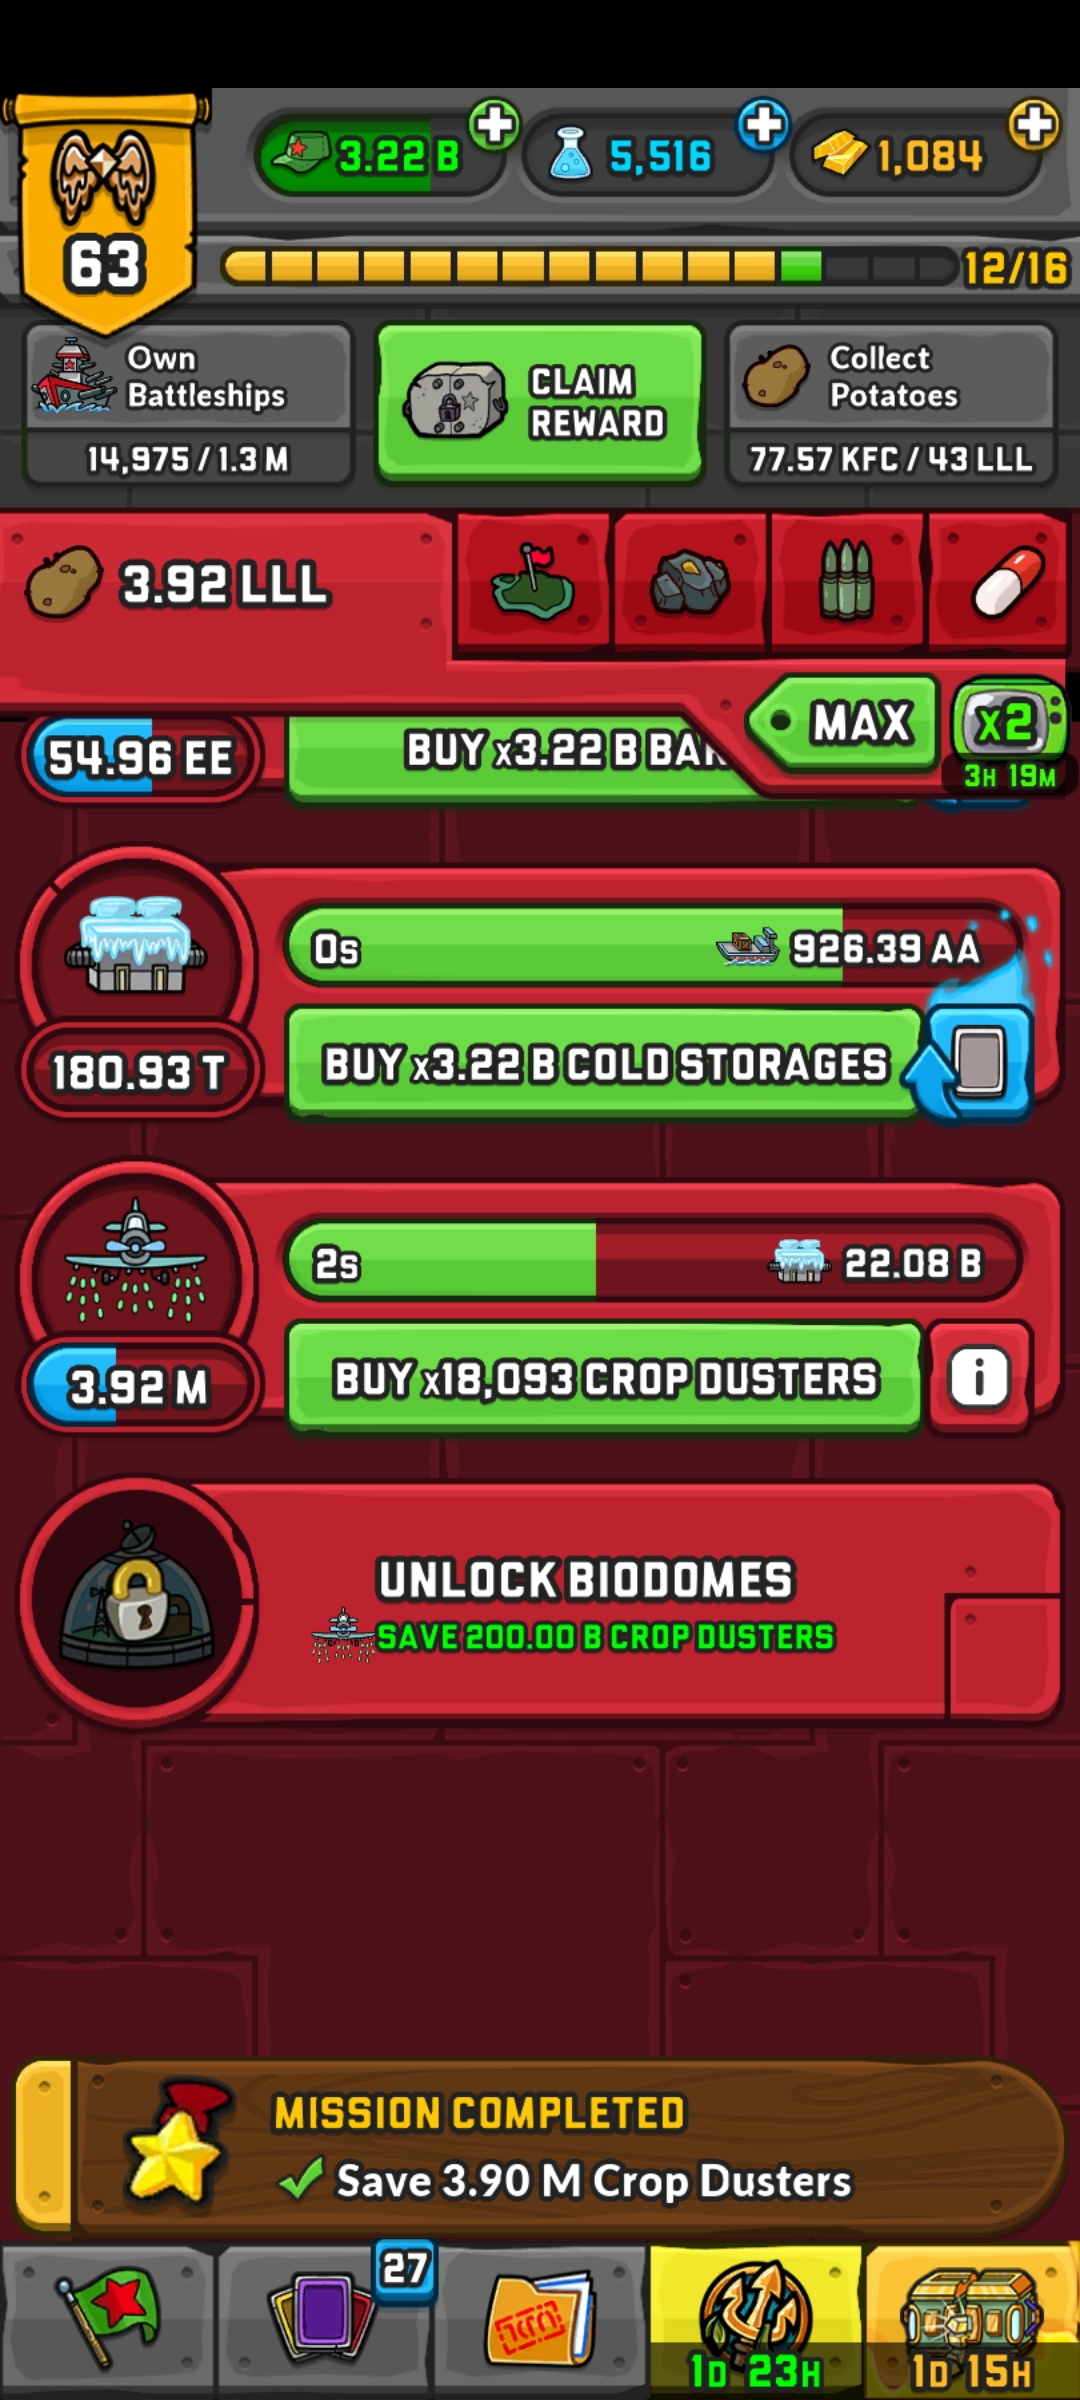 63
3.22 B
5,516
1,084
12/16
Own
Battleships
14,975 / 1.3 M
CLAIM
REWARD
Collect
Potatoes
77.57 KFC / 43 LLL
3.92 LLL
MAX
x2
3H 19M
54.96 EE
BUY x3.22 B BAR
0s
926.39 AA
180.93 T
BUY x3.22 B COLD STORAGES
2s
22.08 B
3.92 M
BUY x18,093 CROP DUSTERS
i
UNLOCK BIODOMES
SAVE 200.00 B CROP DUSTERS
MISSION COMPLETED
Save 3.90 M Crop Dusters
27
1D 23H
1D 15H